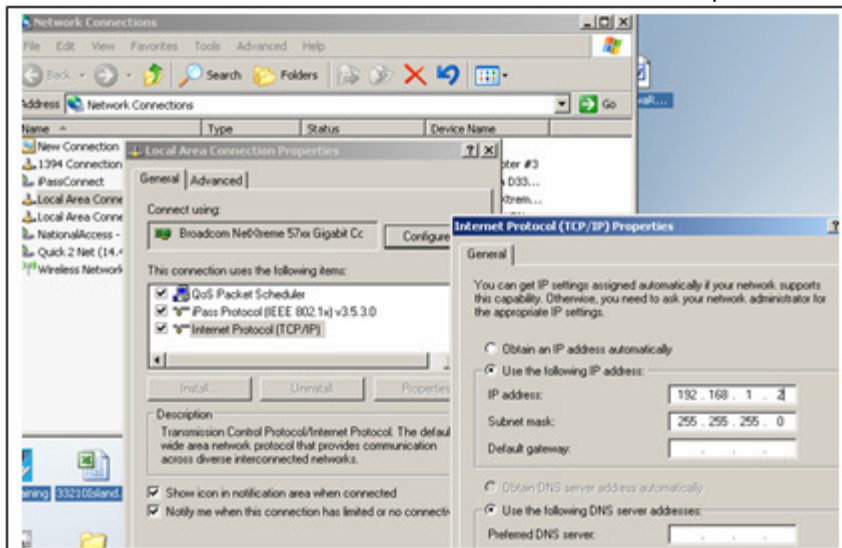 Network Connections
File Edit View Favorites Tools Advanced Help
Back Search Folders
Address Network Connections Go
Name Type Status Device Name
New Connection
1394 Connection
iPassConnect
Local Area Conne
Local Area Conne
NationalAccess -
Quick 2 Net (14.4
Wireless Network
Local Area Connection Properties
General Advanced
Connect using:
Broadcom NetXtreme 57xx Gigabit Cc Configure
This connection uses the following items:
QoS Packet Scheduler
iPass Protocol (IEEE 802.1x) v3.5.3.0
Internet Protocol (TCP/IP)
Install... Uninstall Properties
Description
Transmission Control Protocol/Internet Protocol. The defaul
wide area network protocol that provides communication
across diverse interconnected networks.
Show icon in notification area when connected
Notify me when this connection has limited or no connectiv
pter #3
D33...
Xtrem...
Internet Protocol (TCP/IP) Properties
General
You can get IP settings assigned automatically if your network supports
this capability. Otherwise, you need to ask your network administrator for
the appropriate IP settings.
Obtain an IP address automatically
Use the following IP address:
IP address: 192 . 168 . 1 . 2
Subnet mask: 255 . 255 . 255 . 0
Default gateway: . . .
Obtain DNS server address automatically
Use the following DNS server addresses:
Preferred DNS server: . . .
aining 332100Island.